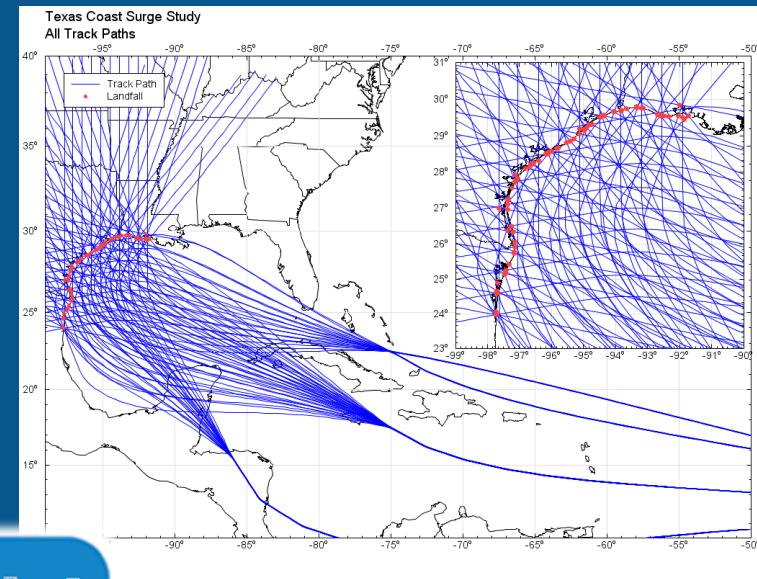 Texas Coast Surge Study
All Track Paths
-95° -90° -85° -80° -75° -70° -65° -60° -55° -50°
40°
35°
30°
25°
20°
15°
Track Path
Landfall
31°
30°
29°
28°
27°
26°
25°
24°
23°
-99° -98° -97° -96° -95° -94° -93° -92° -91° -90°
-90° -85° -80° -75° -70° -65° -60° -55° -50°